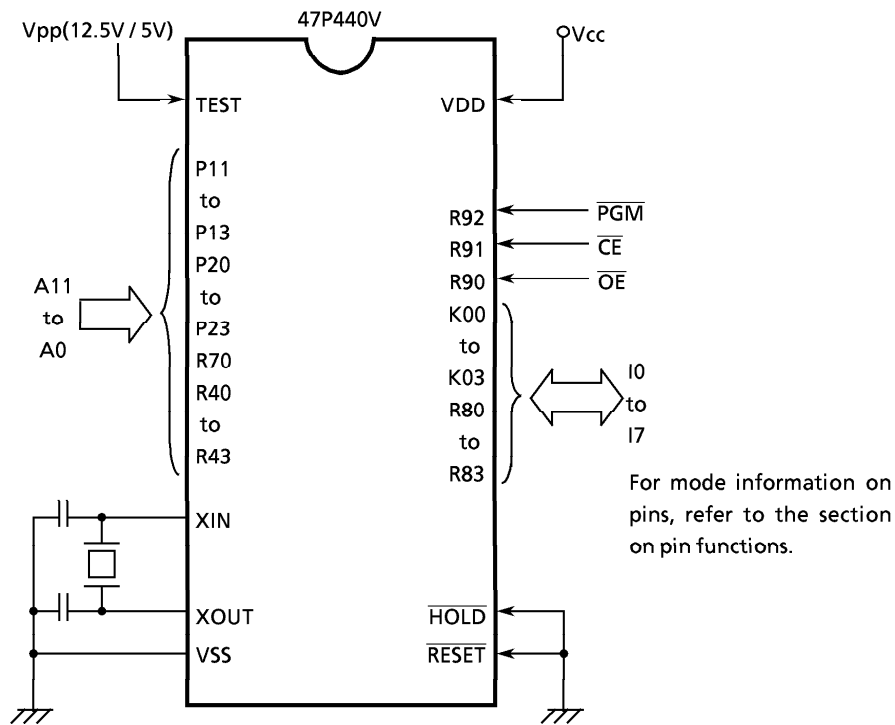 47P440V
Vpp(12.5V / 5V)
Vcc
TEST
VDD
P11
to
P13
P20
to
P23
R70
R40
to
R43
A11
to
A0
R92
PGM
R91
CE
R90
OE
K00
to
K03
R80
to
R83
I0
to
I7
For mode information on
pins, refer to the section
on pin functions.
XIN
XOUT
VSS
HOLD
RESET